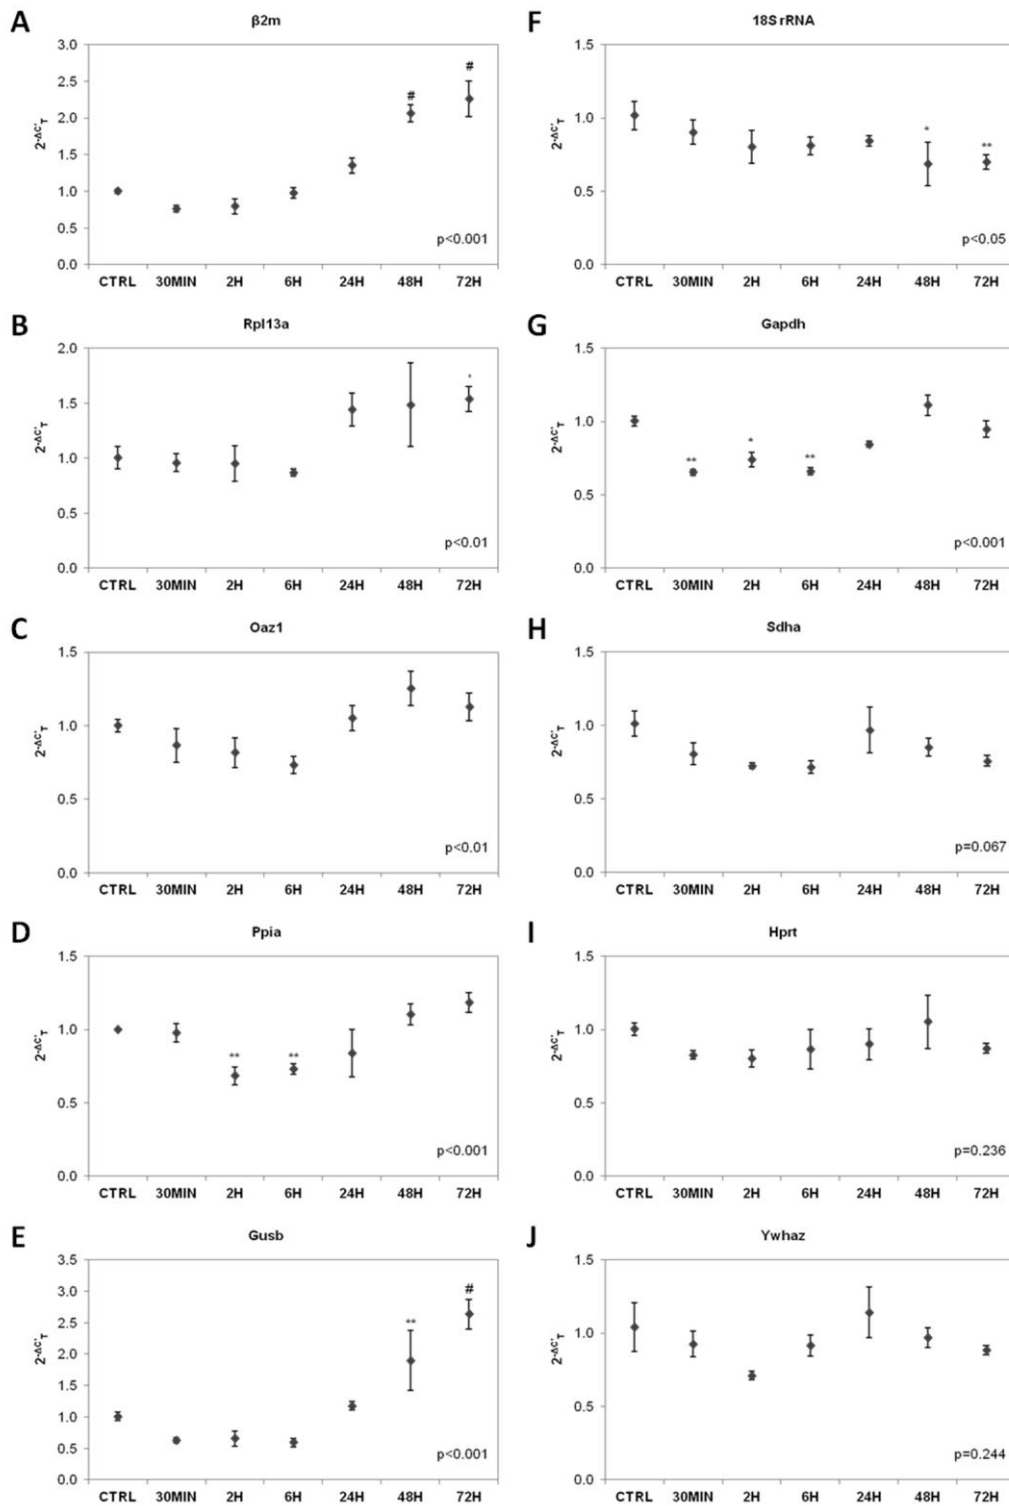 A
β2m
2^-ΔC'T
3.0
2.5
2.0
1.5
1.0
0.5
0.0
#
#
p<0.001
CTRL 30MIN 2H 6H 24H 48H 72H
F
18S rRNA
2^-ΔC'T
1.5
1.0
0.5
0.0
*
**
p<0.05
CTRL 30MIN 2H 6H 24H 48H 72H
B
Rpl13a
2^-ΔC'T
2.0
1.5
1.0
0.5
0.0
*
p<0.01
CTRL 30MIN 2H 6H 24H 48H 72H
G
Gapdh
2^-ΔC'T
1.5
1.0
0.5
0.0
**
*
**
p<0.001
CTRL 30MIN 2H 6H 24H 48H 72H
C
Oaz1
2^-ΔC'T
1.5
1.0
0.5
0.0
p<0.01
CTRL 30MIN 2H 6H 24H 48H 72H
H
Sdha
2^-ΔC'T
1.5
1.0
0.5
0.0
p=0.067
CTRL 30MIN 2H 6H 24H 48H 72H
D
Ppia
2^-ΔC'T
1.5
1.0
0.5
0.0
**
**
p<0.001
CTRL 30MIN 2H 6H 24H 48H 72H
I
Hprt
2^-ΔC'T
1.5
1.0
0.5
0.0
p=0.236
CTRL 30MIN 2H 6H 24H 48H 72H
E
Gusb
2^-ΔC'T
3.5
3.0
2.5
2.0
1.5
1.0
0.5
0.0
**
#
p<0.001
CTRL 30MIN 2H 6H 24H 48H 72H
J
Ywhaz
2^-ΔC'T
1.5
1.0
0.5
0.0
p=0.244
CTRL 30MIN 2H 6H 24H 48H 72H